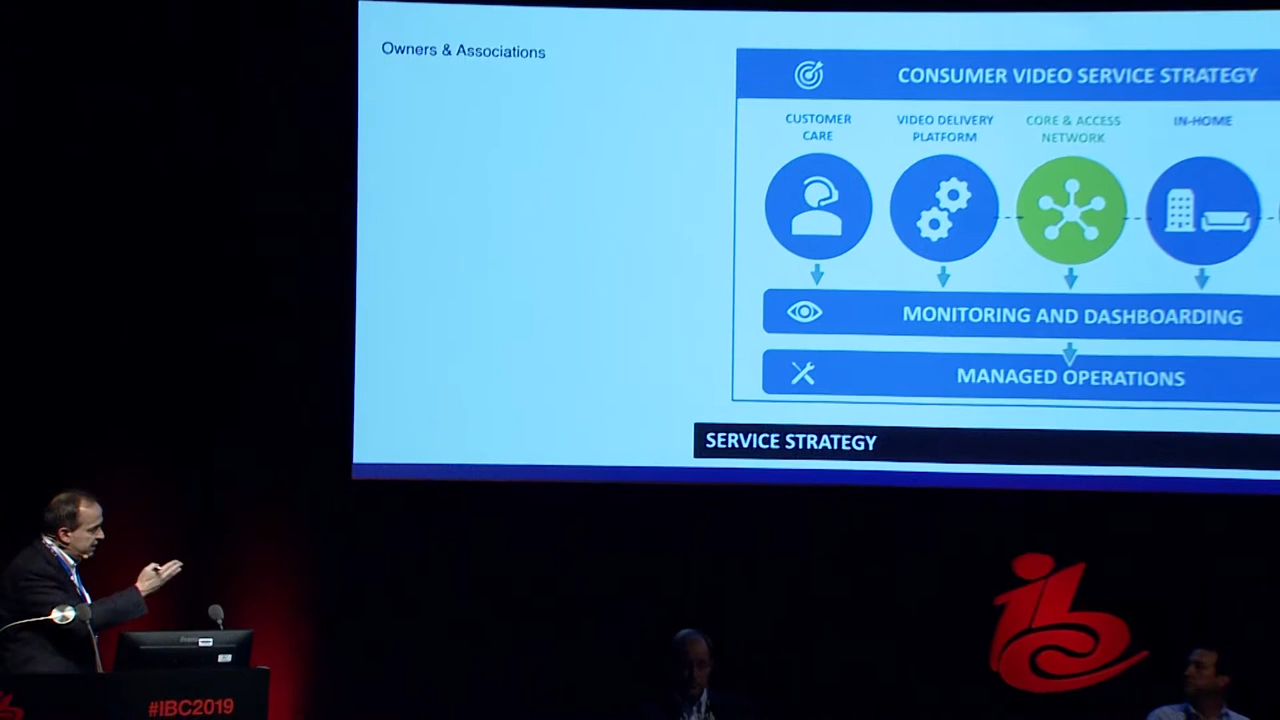 Owners & Associations
CONSUMER VIDEO SERVICE STRATEGY
CUSTOMER
CARE
VIDEO DELIVERY
PLATFORM
CORE & ACCESS
NETWORK
IN-HOME
MONITORING AND DASHBOARDING
MANAGED OPERATIONS
SERVICE STRATEGY
ibc
#IBC2019